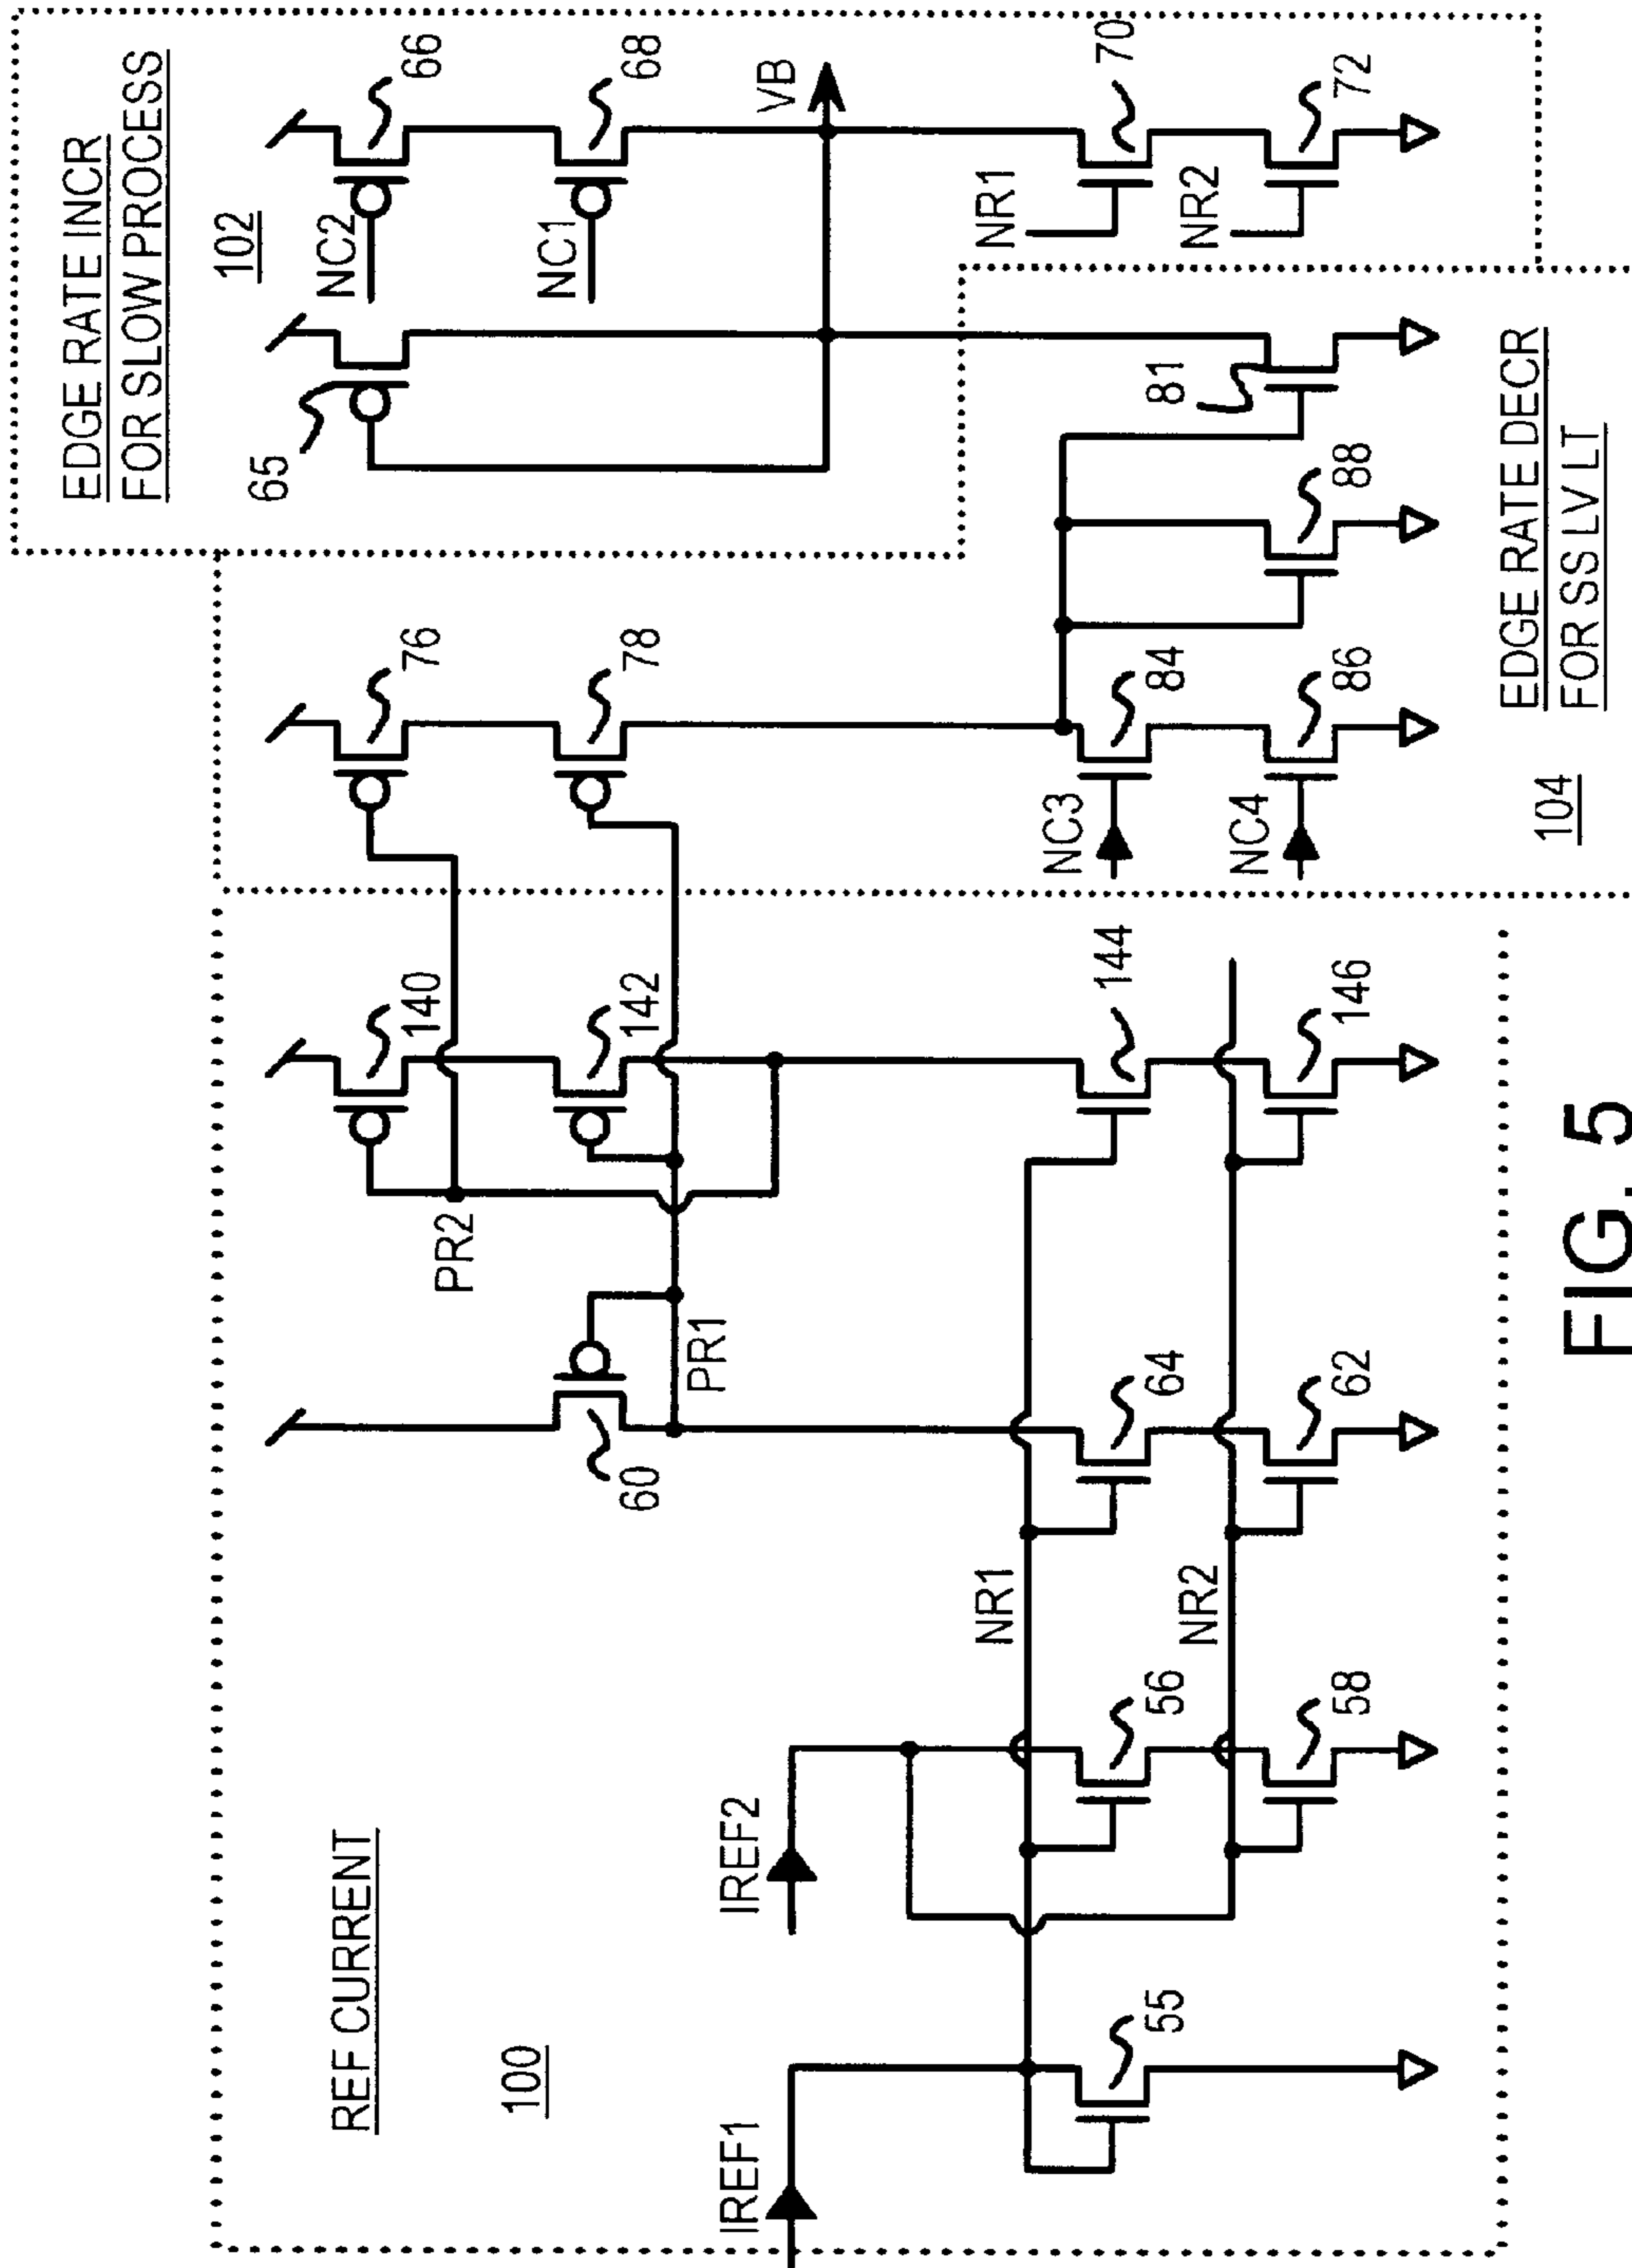 REF CURRENT
100
IREF1
55
IREF2
56
58
NR1
NR2
60
PR1
64
62
PR2
140
142
144
146
76
78
NC3
84
NC4
86
88
81
EDGE RATE DECR
FOR SS LV LT
104
EDGE RATE INCR
FOR SLOW PROCESS
102
65
NC2
66
NC1
68
VB
NR1
70
NR2
72
FIG. 5